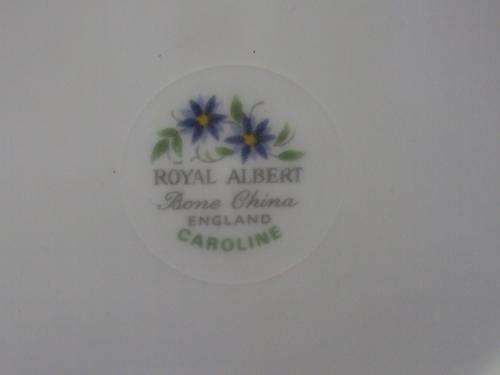 ROYAL ALBERT
Bone China
ENGLAND
CAROLINE